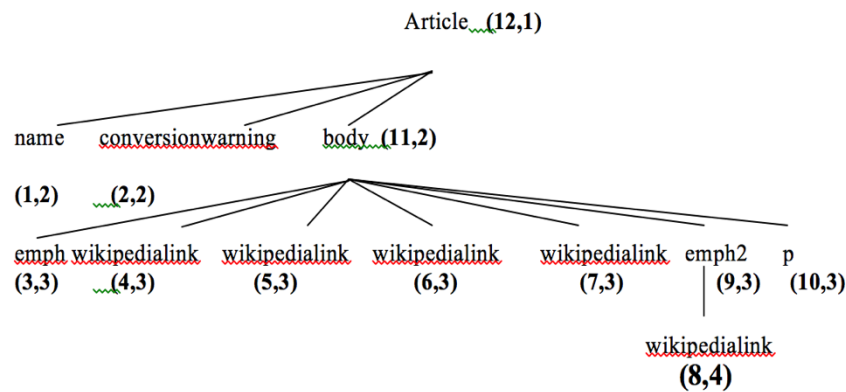 Article (12,1)
name conversionwarning body (11,2)
(1,2) (2,2)
emph wikipedialink wikipedialink wikipedialink wikipedialink emph2 p
(3,3) (4,3) (5,3) (6,3) (7,3) (9,3) (10,3)
wikipedialink
(8,4)